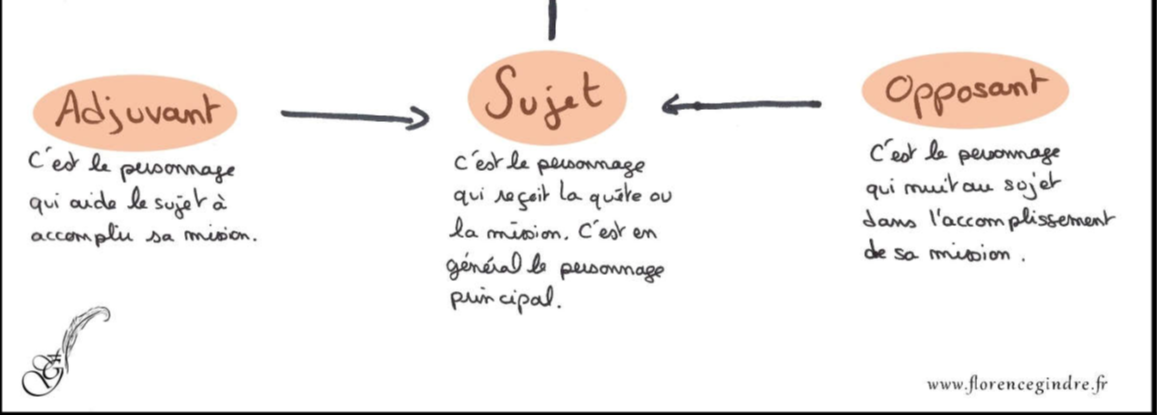 Adjuvant
C'est le personnage
qui aide le sujet à
accomplir sa mission.
Sujet
C'est le personnage
qui reçoit la quête ou
la mission. C'est en
général le personnage
principal.
Opposant
C'est le personnage
qui nuit au sujet
dans l'accomplissement
de sa mission.
www.florencegindre.fr